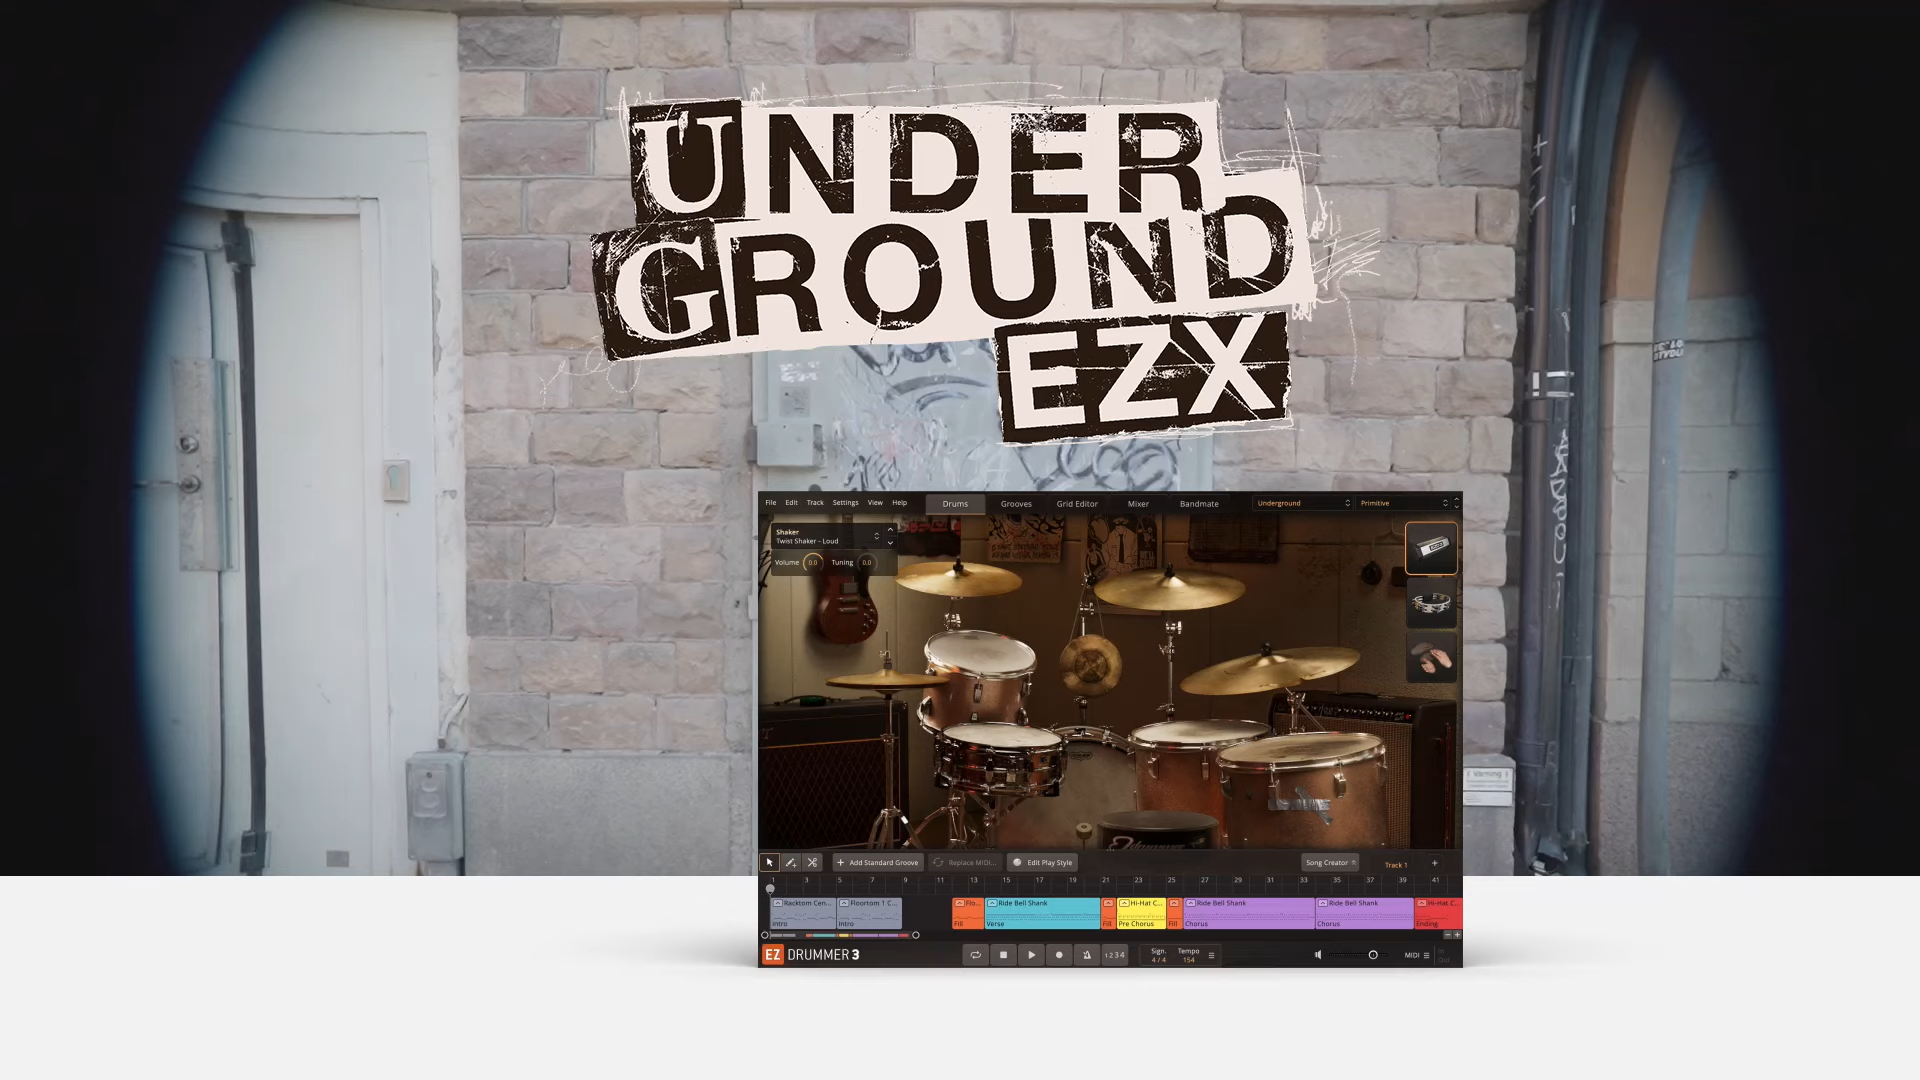 UNDER
GROUND
EZX
File Edit Track Settings View Help
Drums Grooves Grid Editor Mixer Bandmate
Underground
Primitive
Shaker
Twist Shaker - Loud
Volume 0.0 Tuning 0.0
Add Standard Groove
Replace MIDI...
Edit Play Style
Song Creator
Track 1
1 3 5 7 9 11 13 15 17 19 21 23 25 27 29 31 33 35 37 39 41
Racktom Cen... Floortom 1 C... Flo... Ride Bell Shank Hi-Hat C... Ride Bell Shank Ride Bell Shank Hi-Hat C...
Intro Intro Fill Verse Fill Pre Chorus Fill Chorus Chorus Ending
EZ DRUMMER 3
1 2 3 4
Sign. Tempo
4 / 4 154
MIDI In
Out
Warning !